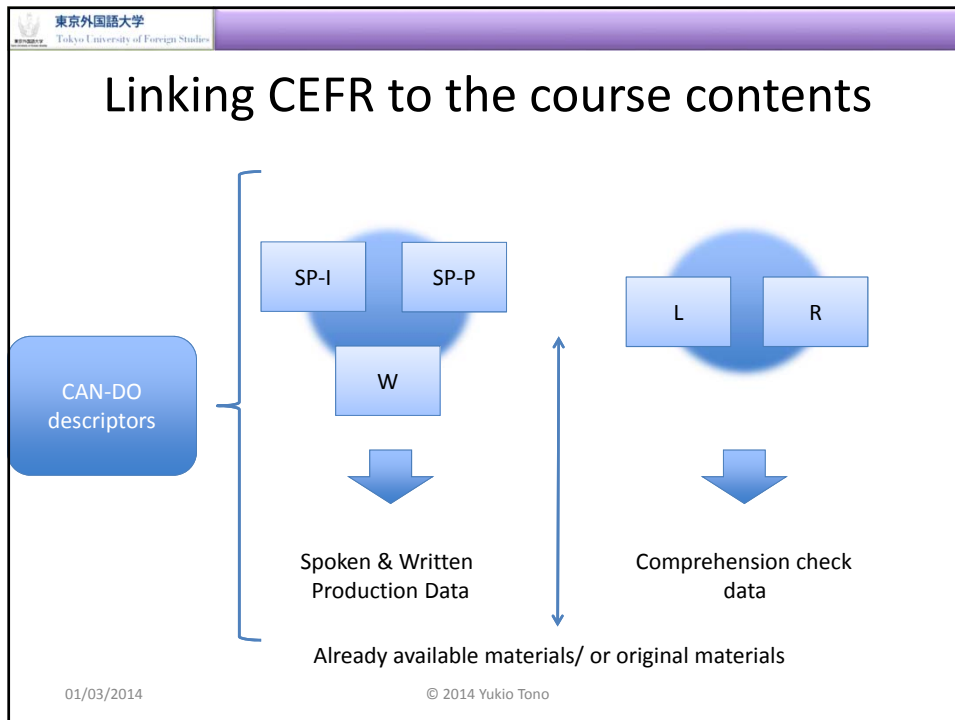 東京外国語大学
Tokyo University of Foreign Studies
Linking CEFR to the course contents
CAN-DO
descriptors
SP-I
SP-P
W
L
R
Spoken & Written
Production Data
Comprehension check
data
Already available materials/ or original materials
01/03/2014
© 2014 Yukio Tono